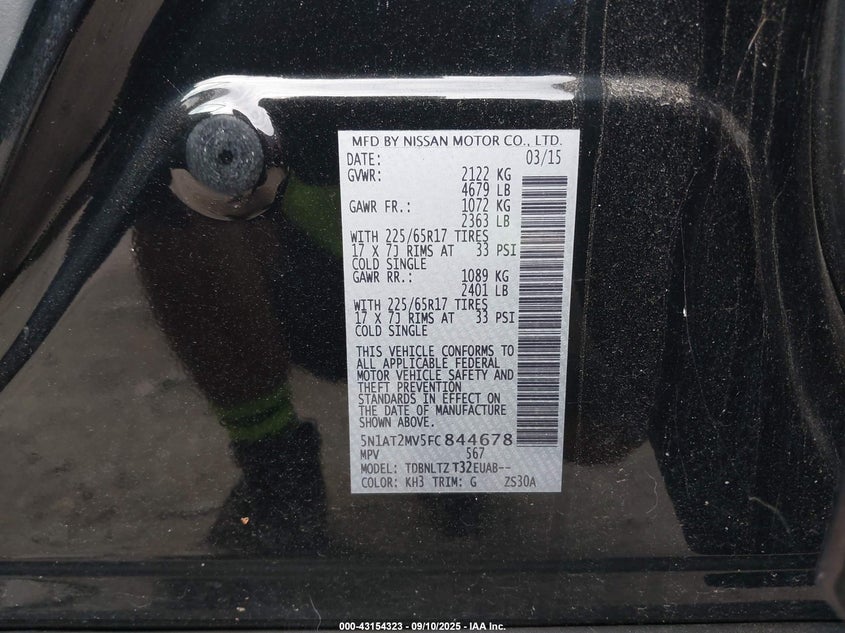 MFD BY NISSAN MOTOR CO., LTD.
DATE: 03/15
GVWR: 2122 KG
4679 LB
GAWR FR.: 1072 KG
2363 LB
WITH 225/65R17 TIRES
17 X 7J RIMS AT 33 PSI
COLD SINGLE
GAWR RR.: 1089 KG
2401 LB
WITH 225/65R17 TIRES
17 X 7J RIMS AT 33 PSI
COLD SINGLE
THIS VEHICLE CONFORMS TO
ALL APPLICABLE FEDERAL
MOTOR VEHICLE SAFETY AND
THEFT PREVENTION
STANDARDS IN EFFECT ON
THE DATE OF MANUFACTURE
SHOWN ABOVE.
5N1AT2MV5FC844678
MPV 567
MODEL: TDBNLTZ T32EUAB--
COLOR: KH3 TRIM: G ZS30A
000-43154323 - 09/10/2025 - IAA Inc.